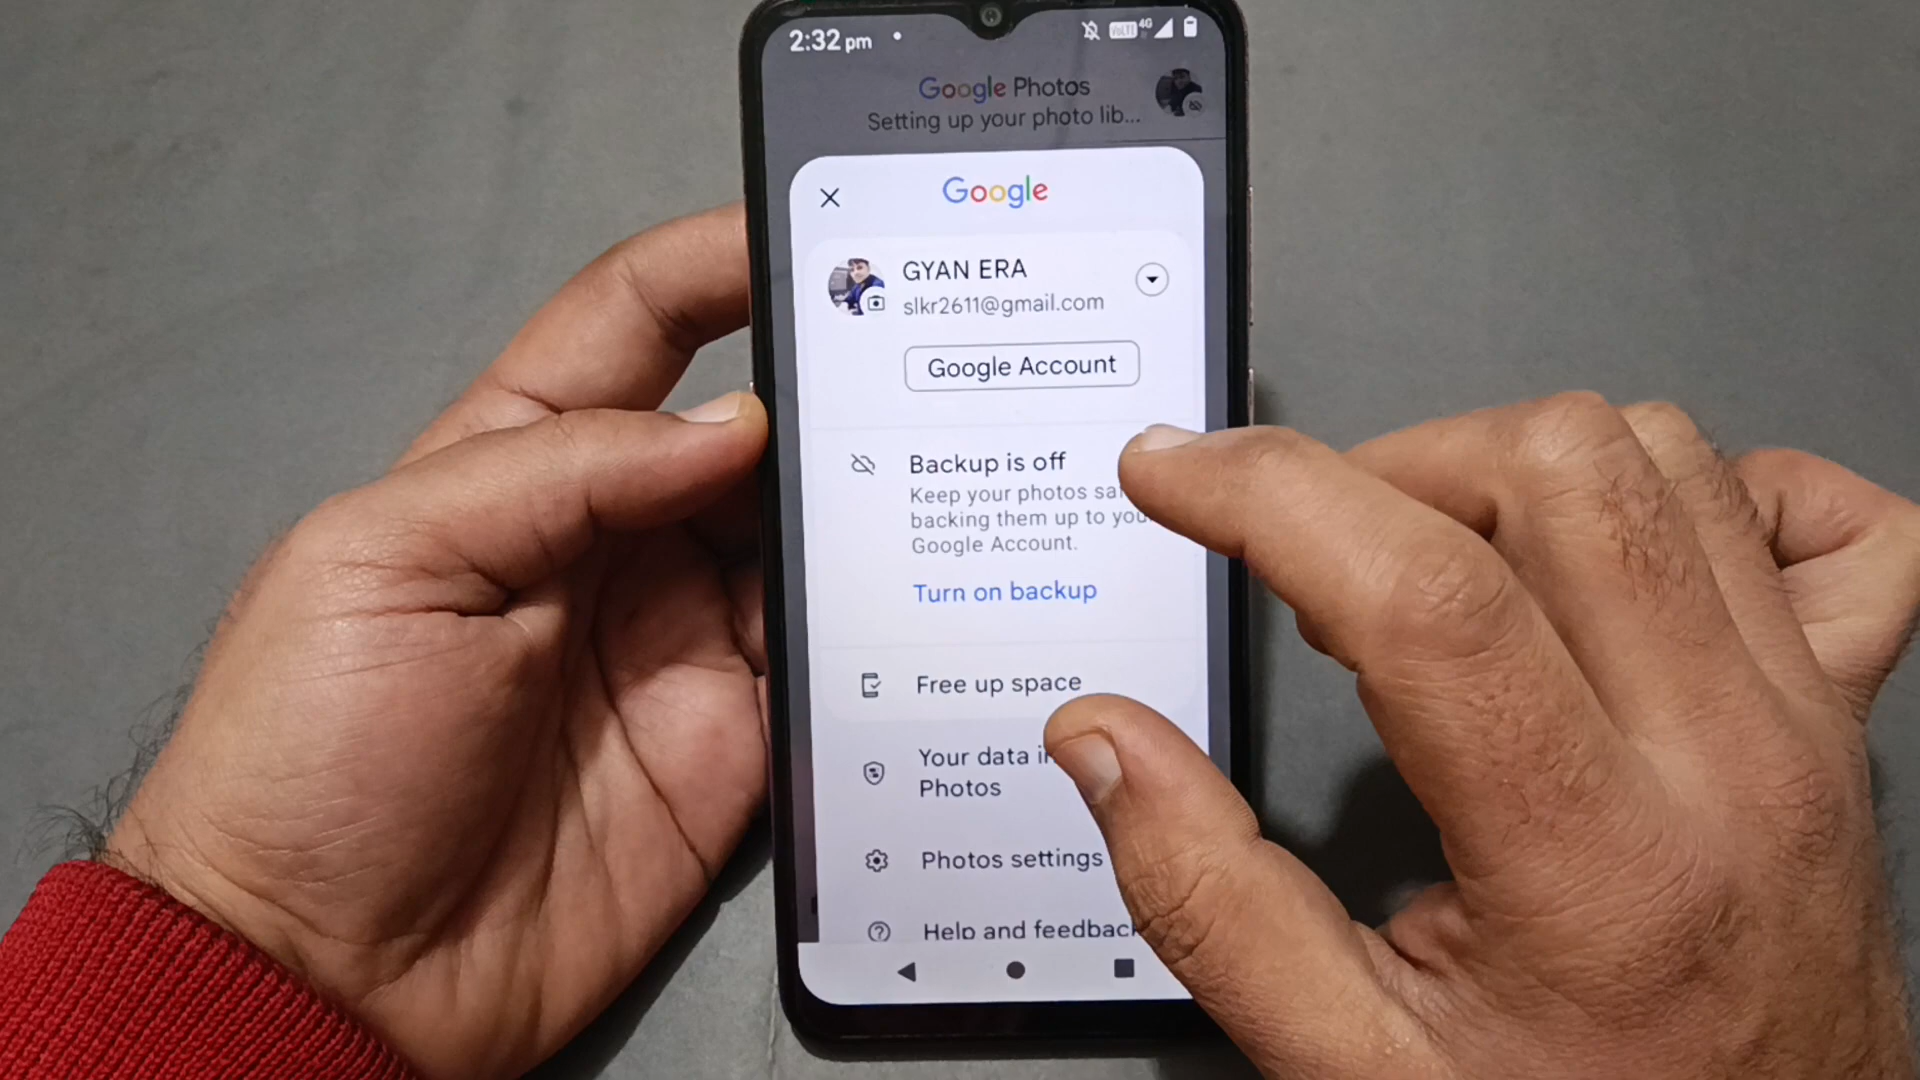 2:32 pm
VoLTE 4G
Google Photos
Setting up your photo lib...
Google
GYAN ERA
slkr2611@gmail.com
Google Account
Backup is off
Keep your photos
backing them up to
Google Account.
Turn on backup
Free up space
Your data
Photos
Photos settings
Help and feedback